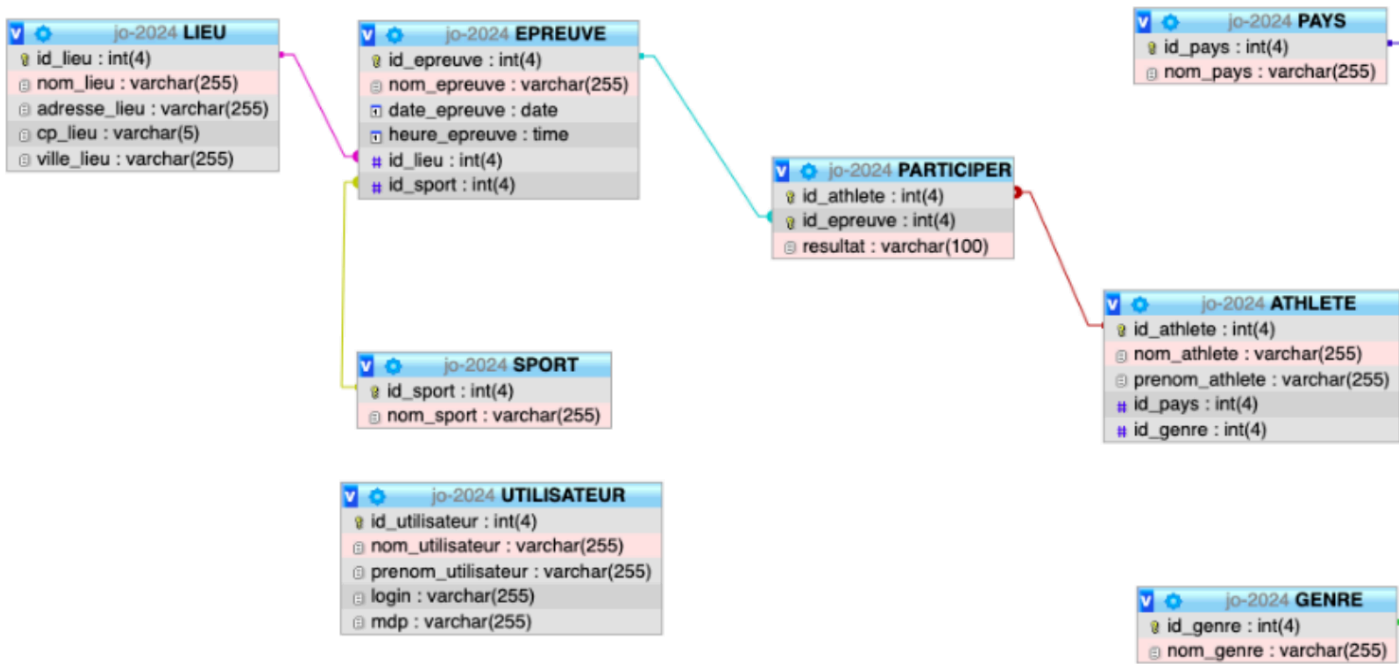 jo-2024 LIEU
id_lieu : int(4)
nom_lieu : varchar(255)
adresse_lieu : varchar(255)
cp_lieu : varchar(5)
ville_lieu : varchar(255)
jo-2024 EPREUVE
id_epreuve : int(4)
nom_epreuve : varchar(255)
date_epreuve : date
heure_epreuve : time
id_lieu : int(4)
id_sport : int(4)
jo-2024 PAYS
id_pays : int(4)
nom_pays : varchar(255)
jo-2024 PARTICIPER
id_athlete : int(4)
id_epreuve : int(4)
resultat : varchar(100)
jo-2024 ATHLETE
id_athlete : int(4)
nom_athlete : varchar(255)
prenom_athlete : varchar(255)
id_pays : int(4)
id_genre : int(4)
jo-2024 SPORT
id_sport : int(4)
nom_sport : varchar(255)
jo-2024 UTILISATEUR
id_utilisateur : int(4)
nom_utilisateur : varchar(255)
prenom_utilisateur : varchar(255)
login : varchar(255)
mdp : varchar(255)
jo-2024 GENRE
id_genre : int(4)
nom_genre : varchar(255)